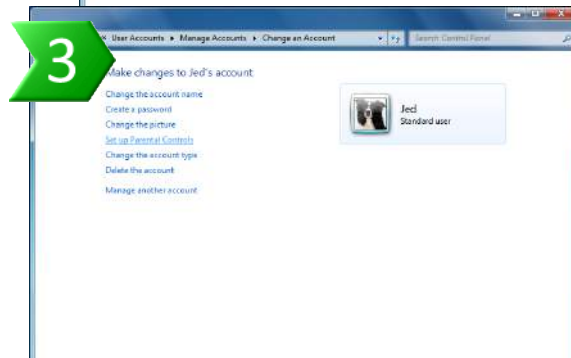 3
User Accounts ▸ Manage Accounts ▸ Change an Account
Search Control Panel
Make changes to Jed's account
Change the account name
Create a password
Change the picture
Set up Parental Controls
Change the account type
Delete the account
Manage another account
Jed
Standard user